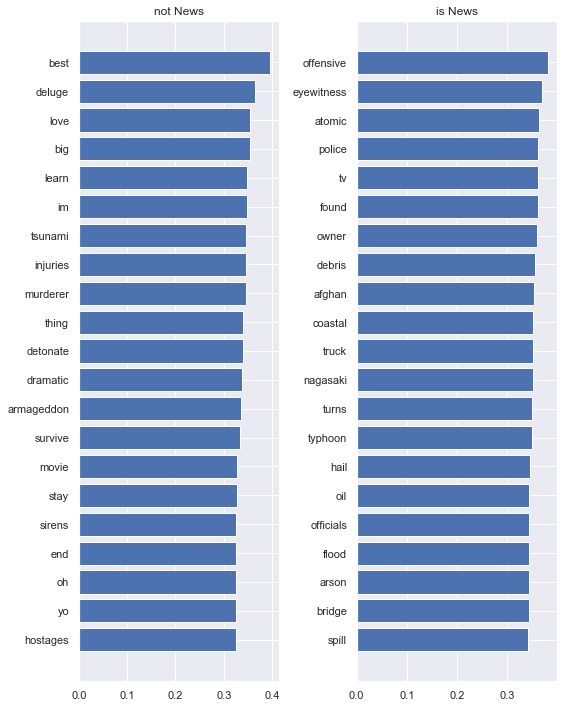 not News
best
deluge
love
big
learn
im
tsunami
injuries
murderer
thing
detonate
dramatic
armageddon
survive
movie
stay
sirens
end
oh
yo
hostages
0.0 0.1 0.2 0.3 0.4
is News
offensive
eyewitness
atomic
police
tv
found
owner
debris
afghan
coastal
truck
nagasaki
turns
typhoon
hail
oil
officials
flood
arson
bridge
spill
0.0 0.1 0.2 0.3